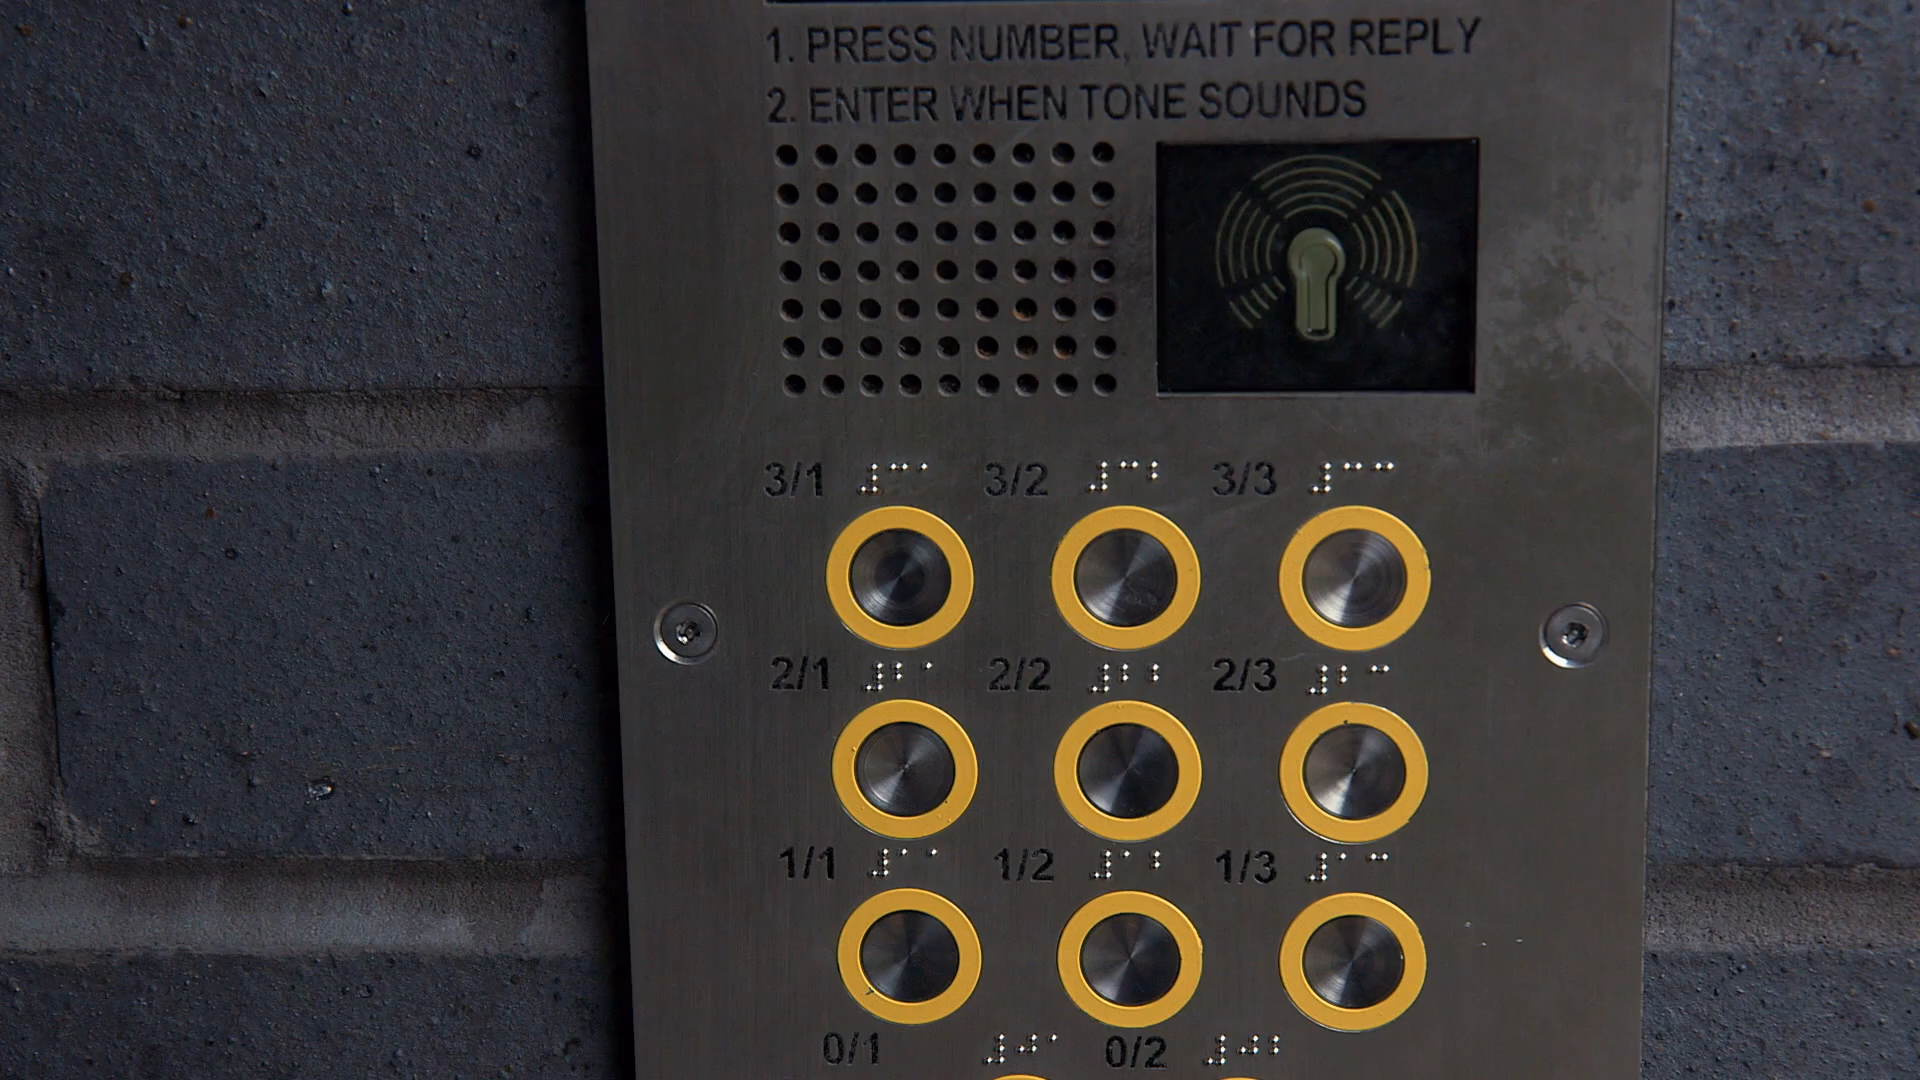 1. PRESS NUMBER, WAIT FOR REPLY
2. ENTER WHEN TONE SOUNDS
3/1 ⠼⠉⠁ 3/2 ⠼⠉⠃ 3/3 ⠼⠉⠉
2/1 ⠼⠃⠁ 2/2 ⠼⠃⠃ 2/3 ⠼⠃⠉
1/1 ⠼⠁⠁ 1/2 ⠼⠁⠃ 1/3 ⠼⠁⠉
0/1 ⠼⠚⠁ 0/2 ⠼⠚⠃